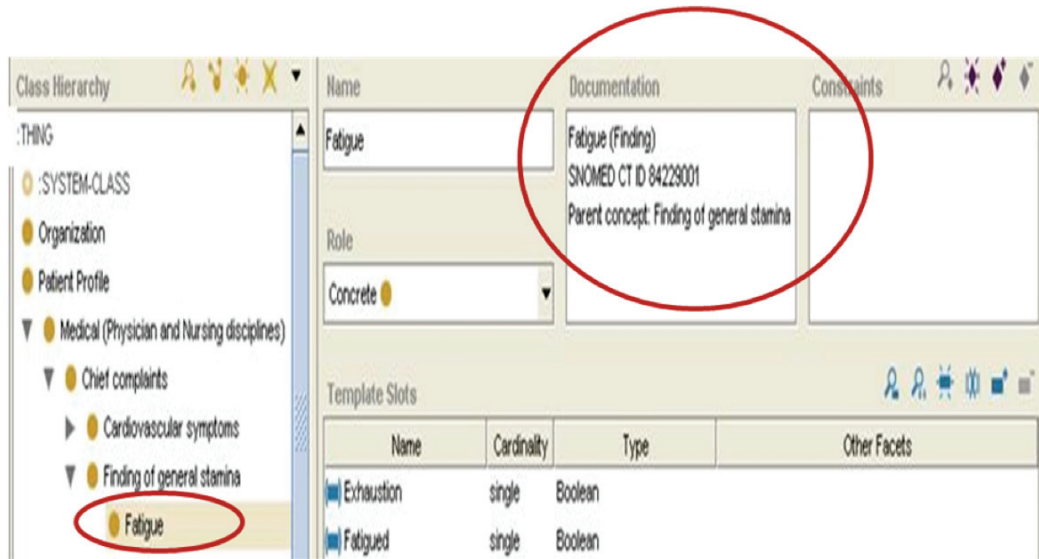 Class Hierarchy
:THING
:SYSTEM-CLASS
Organization
Patient Profile
Medical (Physician and Nursing disciplines)
Chief complaints
Cardiovascular symptoms
Finding of general stamina
Fatigue
Name
Fatigue
Role
Concrete
Documentation
Fatigue (Finding)
SNOMED CT ID 84229001
Parent concept: Finding of general stamina
Constraints
Template Slots
Name Cardinality Type Other Facets
Exhaustion single Boolean
Fatigued single Boolean